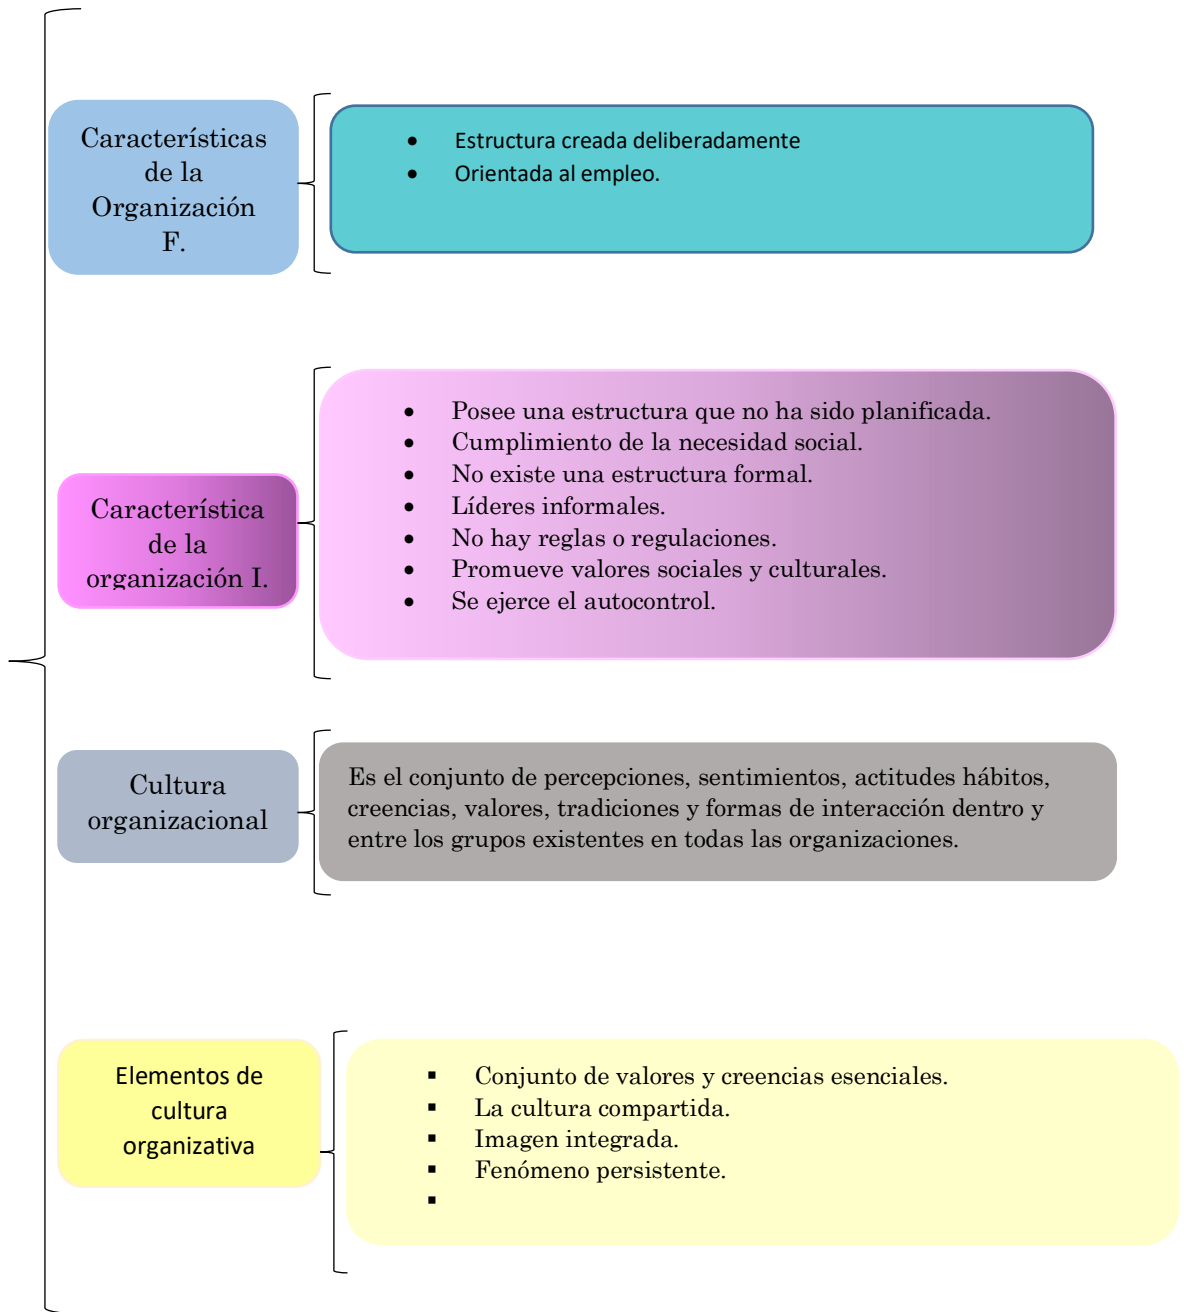 Características
de la
Organización
F.
• Estructura creada deliberadamente
• Orientada al empleo.
Característica
de la
organización I.
• Posee una estructura que no ha sido planificada.
• Cumplimiento de la necesidad social.
• No existe una estructura formal.
• Líderes informales.
• No hay reglas o regulaciones.
• Promueve valores sociales y culturales.
• Se ejerce el autocontrol.
Cultura
organizacional
Es el conjunto de percepciones, sentimientos, actitudes hábitos,
creencias, valores, tradiciones y formas de interacción dentro y
entre los grupos existentes en todas las organizaciones.
Elementos de
cultura
organizativa
▪ Conjunto de valores y creencias esenciales.
▪ La cultura compartida.
▪ Imagen integrada.
▪ Fenómeno persistente.
▪